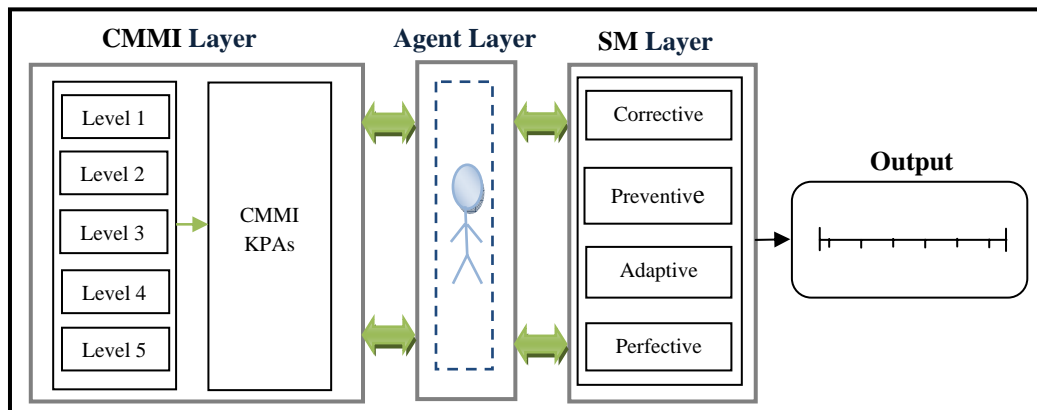 CMMI Layer
Agent Layer
SM Layer
Level 1
Level 2
Level 3
Level 4
Level 5
CMMI
KPAs
Corrective
Preventive
Adaptive
Perfective
Output